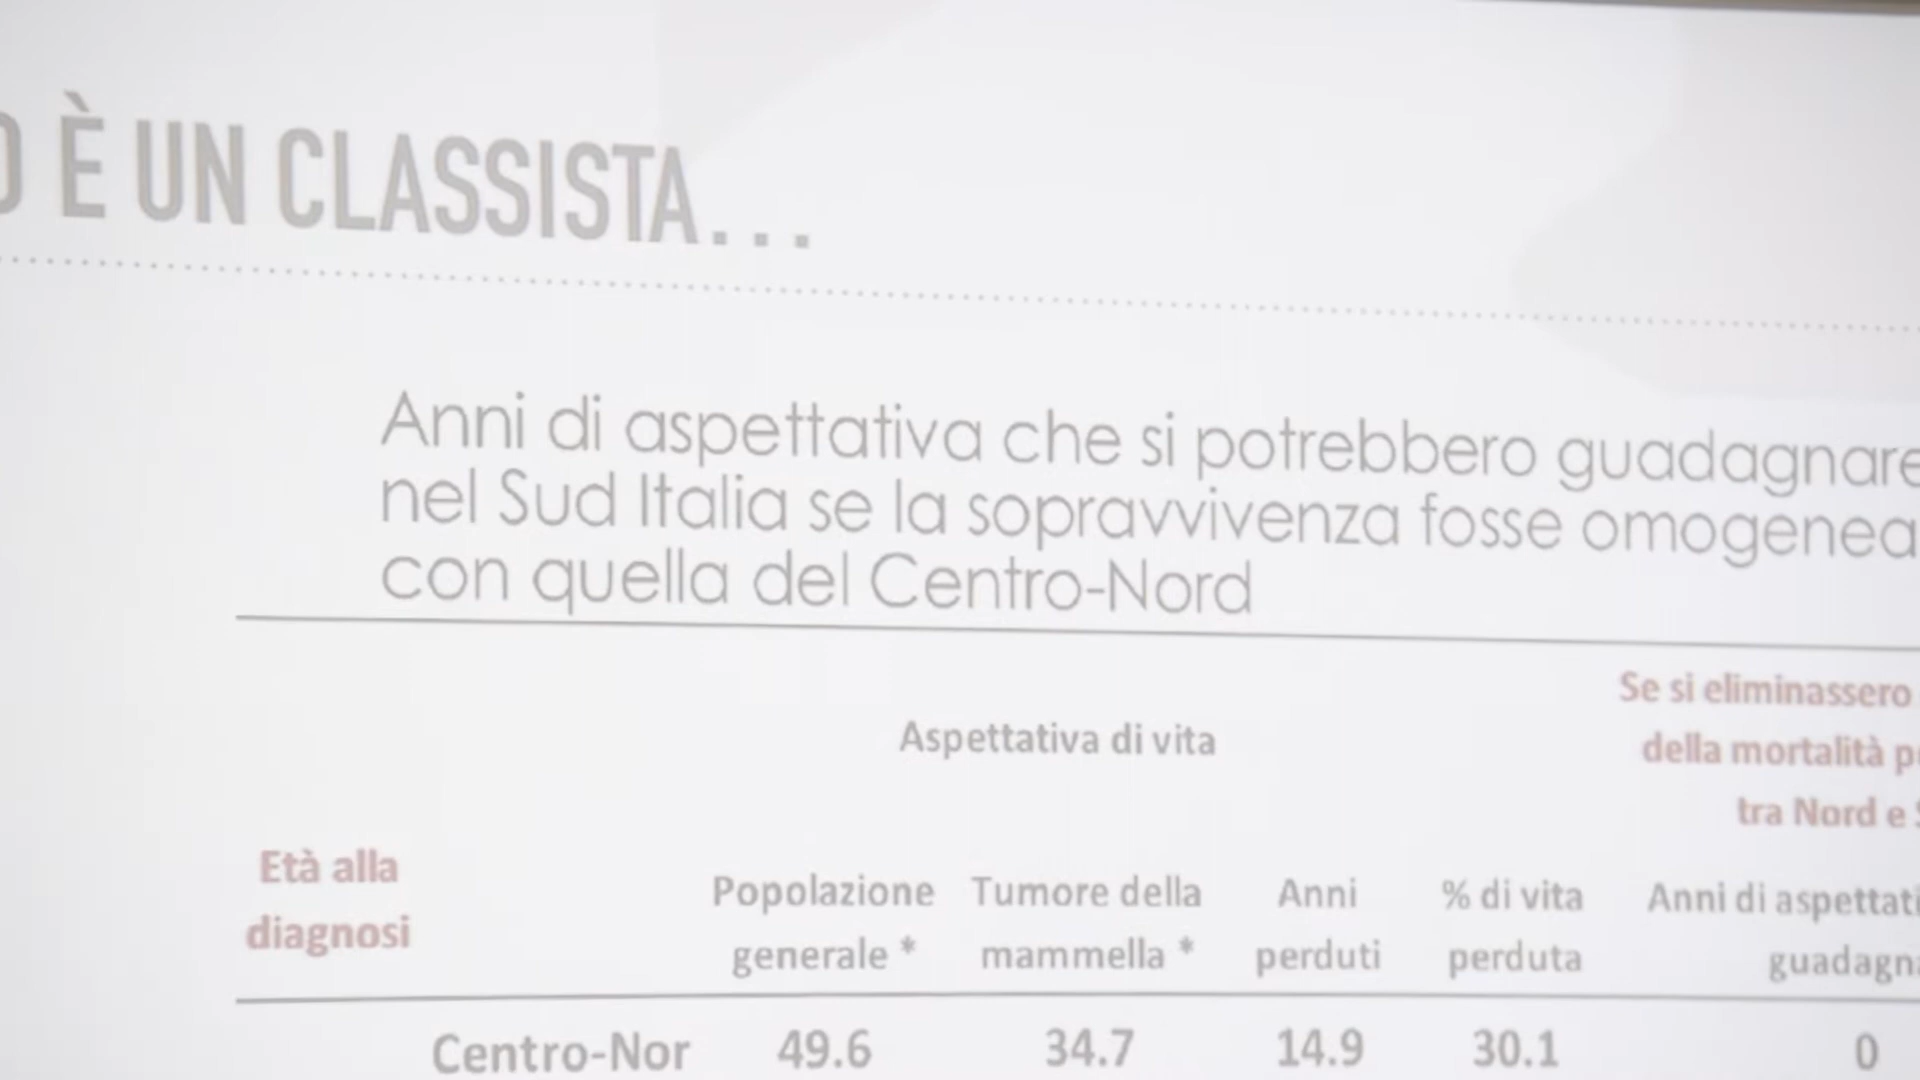 È UN CLASSISTA...
Anni di aspettativa che si potrebbero guadagnare
nel Sud Italia se la sopravvivenza fosse omogenea
con quella del Centro-Nord
Se si eliminassero
della mortalità
tra Nord e
Aspettativa di vita
Età alla
diagnosi
Popolazione
generale *
Tumore della
mammella *
Anni
perduti
% di vita
perduta
Anni di
Centro-Nor 49.6 34.7 14.9 30.1 0